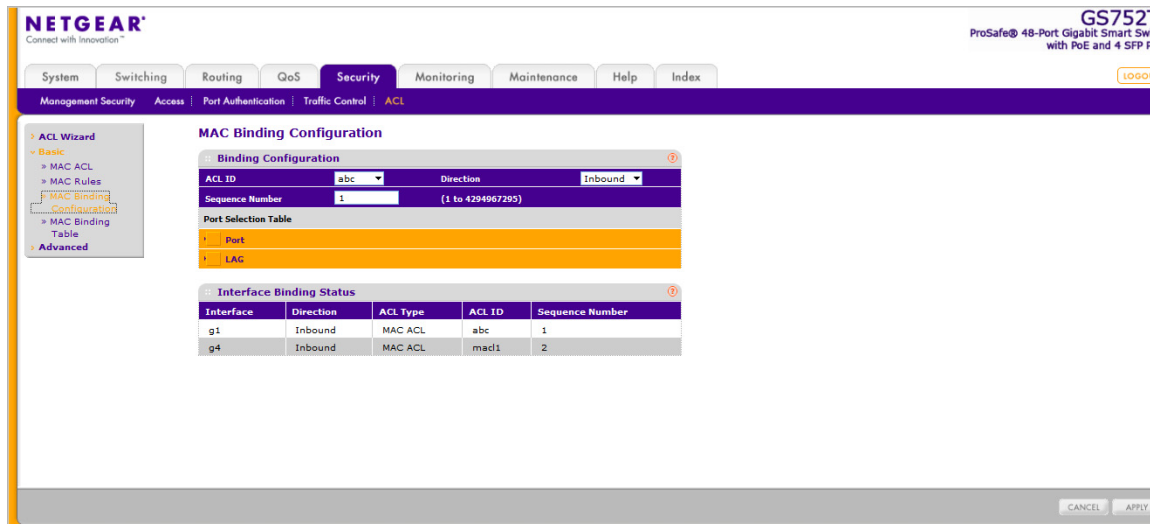 NETGEAR®
Connect with Innovation™
GS752T
ProSafe® 48-Port Gigabit Smart Sw
with PoE and 4 SFP P
System Switching Routing QoS Security Monitoring Maintenance Help Index
LOGO
Management Security Access Port Authentication Traffic Control ACL
ACL Wizard
Basic
» MAC ACL
» MAC Rules
» MAC Binding
Configuration
» MAC Binding
Table
Advanced
MAC Binding Configuration
Binding Configuration
ACL ID abc Direction Inbound
Sequence Number 1 (1 to 4294967295)
Port Selection Table
Port
LAG
Interface Binding Status
Interface Direction ACL Type ACL ID Sequence Number
g1 Inbound MAC ACL abc 1
g4 Inbound MAC ACL macl1 2
CANCEL APPLY